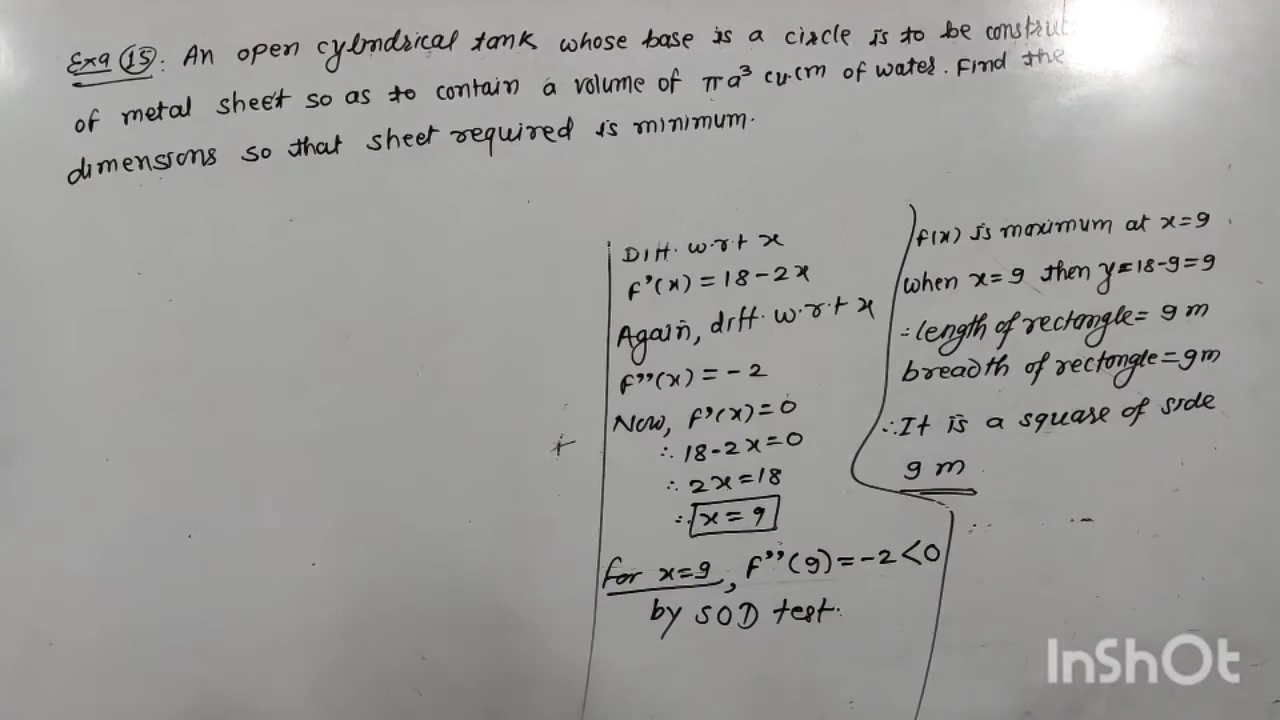 Exa (15): An open cylindrical tank whose base is a circle is to be construct
of metal sheet so as to contain a volume of πa³ cu.cm of water. Find the
dimensions so that sheet required is minimum.
Diff. w.r.t x
f'(x) = 18-2x
Again, diff. w.r.t x
f''(x) = -2
Now, f'(x)=0
∴ 18-2x=0
∴ 2x=18
∴ x=9
For x=9, f''(9)=-2<0
by SOD test.
f(x) is maximum at x=9.
when x=9 then y=18-9=9
∴ length of rectangle= 9 m
breadth of rectangle=9m
∴ It is a square of side
9 m
InShOt